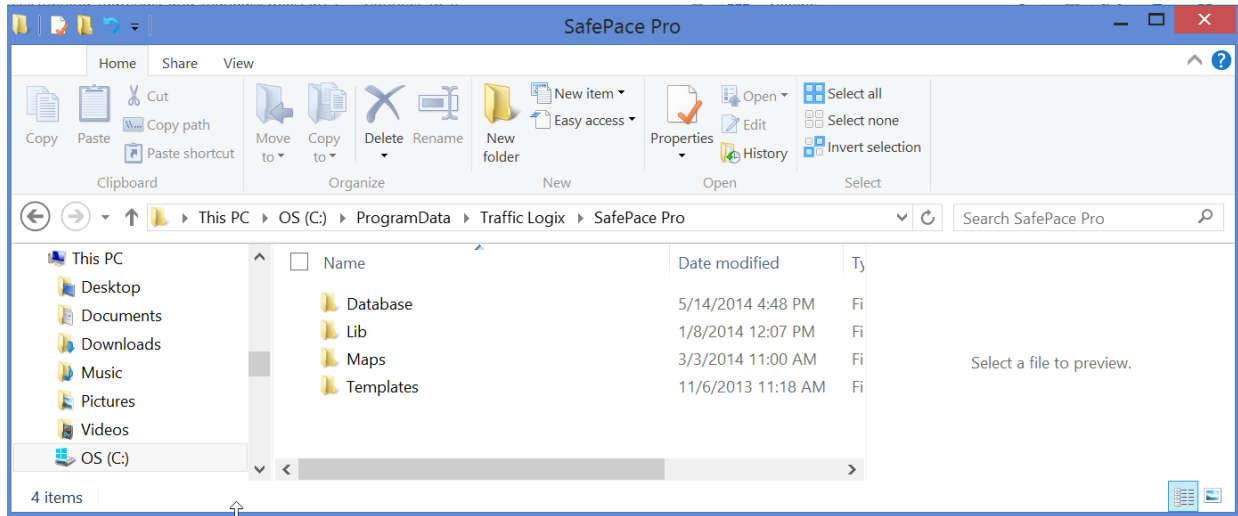 SafePace Pro
Home Share View
Copy
Paste
Cut
Copy path
Paste shortcut
Move to
Copy to
Delete
Rename
New folder
New item
Easy access
Properties
Open
Edit
History
Select all
Select none
Invert selection
Clipboard Organize New Open Select
This PC OS (C:) ProgramData Traffic Logix SafePace Pro
Search SafePace Pro
This PC
Desktop
Documents
Downloads
Music
Pictures
Videos
OS (C:)
Name Date modified Ty
Database 5/14/2014 4:48 PM Fi
Lib 1/8/2014 12:07 PM Fi
Maps 3/3/2014 11:00 AM Fi
Templates 11/6/2013 11:18 AM Fi
Select a file to preview.
4 items